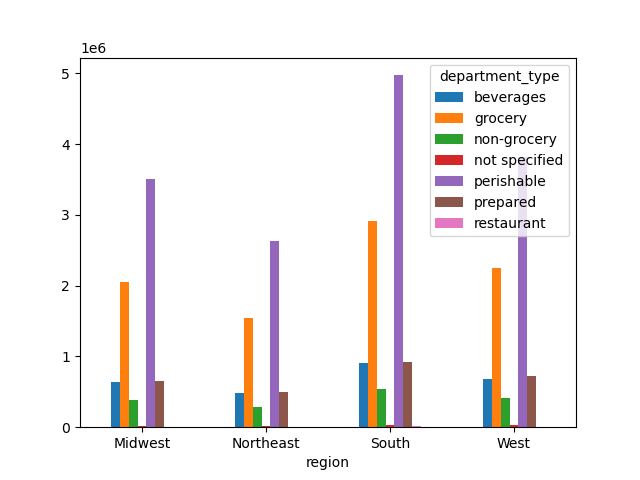 1e6
5
4
3
2
1
0
department_type
beverages
grocery
non-grocery
not specified
perishable
prepared
restaurant
Midwest Northeast South West
region